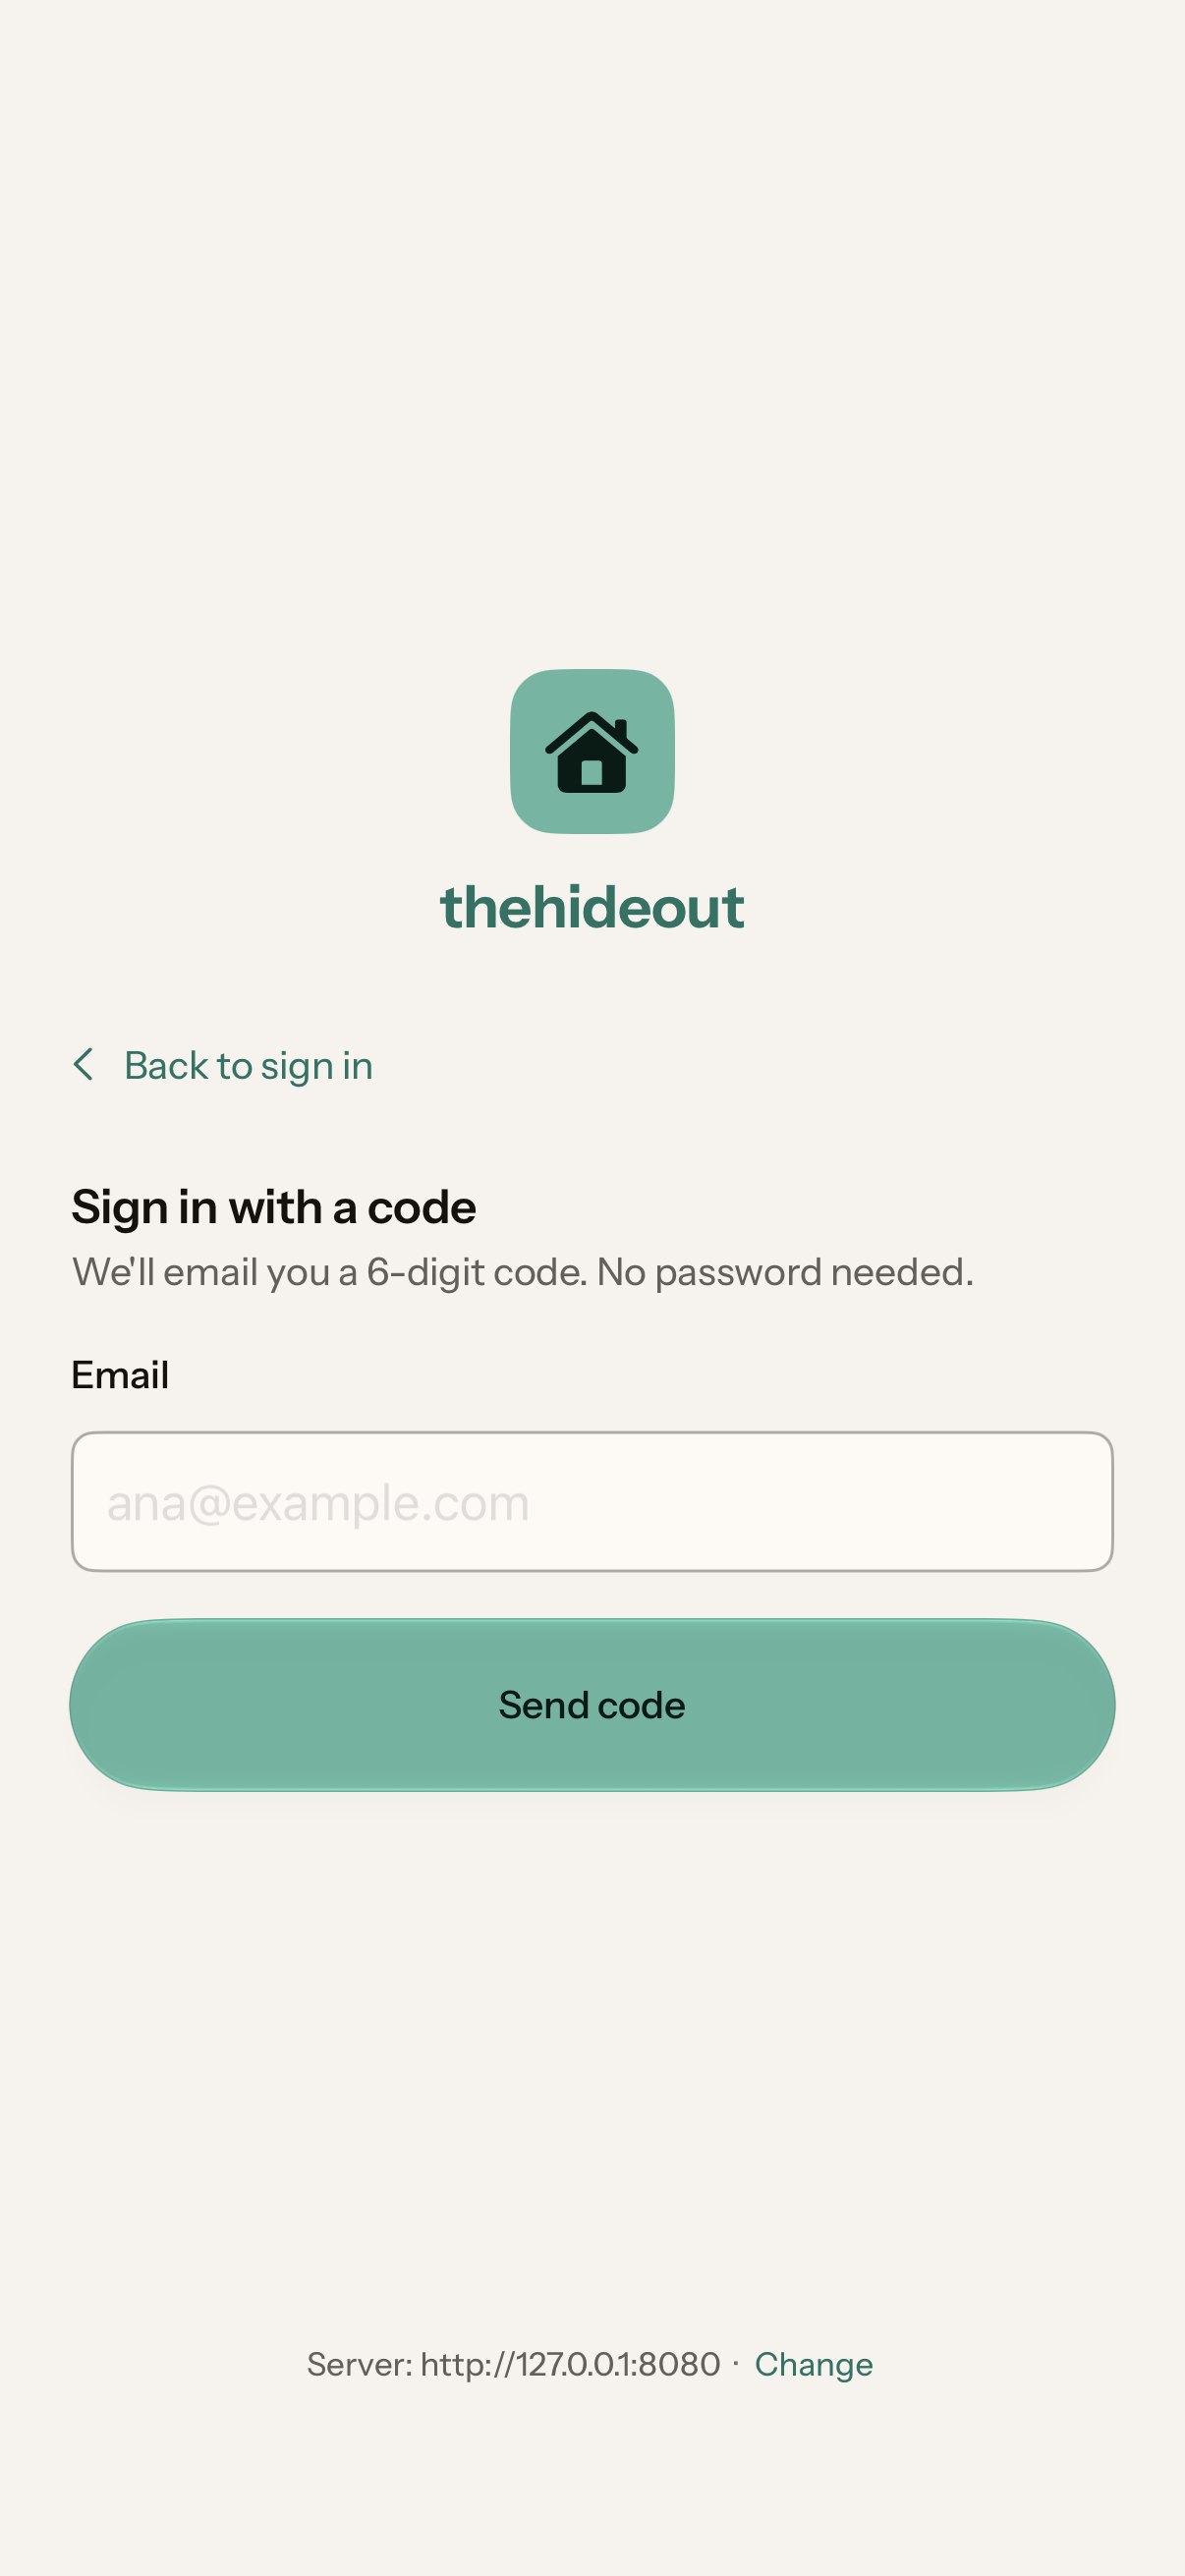 thehideout
Back to sign in
Sign in with a code
We'll email you a 6-digit code. No password needed.
Email
ana@example.com
Send code
Server: http://127.0.0.1:8080 · Change